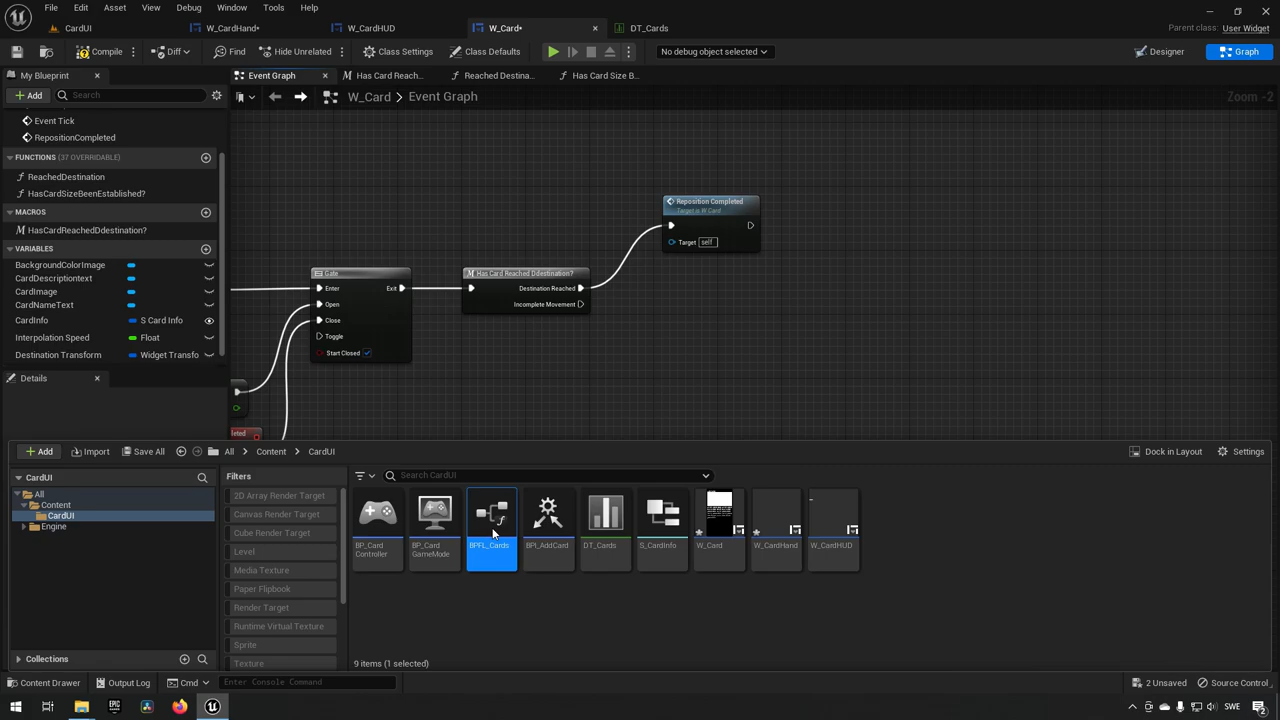 File Edit Asset View Debug Window Tools Help
CardUI
W_CardHand*
W_CardHUD
W_Card*
DT_Cards
Parent class: User Widget
Compile
Diff
Find
Hide Unrelated
Class Settings
Class Defaults
No debug object selected
Designer
Graph
My Blueprint
Event Graph
Has Card Reach...
Reached Destina...
Has Card Size B...
Add
Search
W_Card > Event Graph
Zoom -2
Event Tick
RepositionCompleted
FUNCTIONS (37 OVERRIDABLE)
ReachedDestination
HasCardSizeBeenEstablished?
MACROS
HasCardReachedDdestination?
VARIABLES
BackgroundColorImage
CardDescriptiontext
CardImage
CardNameText
CardInfo S Card Info
Interpolation Speed Float
Destination Transform Widget Transfo
Details
Gate
Enter Exit
Open
Close
Toggle
Start Closed
leted
Has Card Reached Ddestination?
Destination Reached
Incomplete Movement
Reposition Completed
Target is W Card
Target self
Add
Import
Save All
All > Content > CardUI
Dock in Layout
Settings
CardUI
All
Content
CardUI
Engine
Collections
Filters
2D Array Render Target
Canvas Render Target
Cube Render Target
Level
Media Texture
Paper Flipbook
Render Target
Runtime Virtual Texture
Sprite
Texture
Search CardUI
BP_Card
Controller
BP_Card
GameMode
BPFL_Cards
BPI_AddCard
DT_Cards
S_CardInfo
W_Card
W_CardHand
W_CardHUD
9 items (1 selected)
Content Drawer
Output Log
Cmd
Enter Console Command
2 Unsaved
Source Control
SWE
2